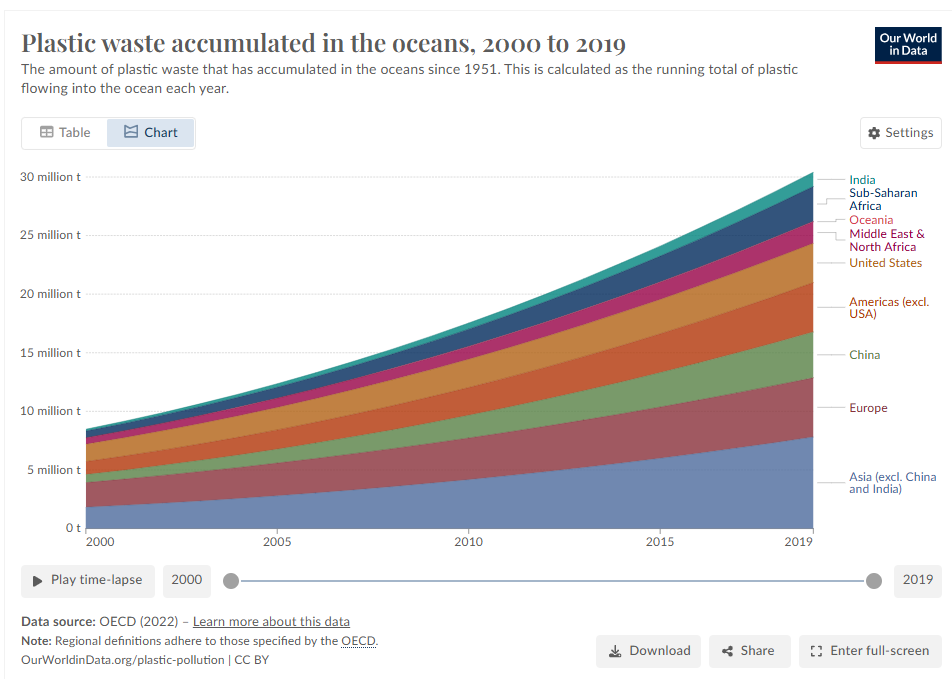 Plastic waste accumulated in the oceans, 2000 to 2019
Our World
in Data
The amount of plastic waste that has accumulated in the oceans since 1951. This is calculated as the running total of plastic
flowing into the ocean each year.
Table
Chart
Settings
30 million t
25 million t
20 million t
15 million t
10 million t
5 million t
0 t
India
Sub-Saharan
Africa
Oceania
Middle East &
North Africa
United States
Americas (excl.
USA)
China
Europe
Asia (excl. China
and India)
2000
2005
2010
2015
2019
Play time-lapse
2000
2019
Data source: OECD (2022) – Learn more about this data
Note: Regional definitions adhere to those specified by the OECD.
OurWorldinData.org/plastic-pollution | CC BY
Download
Share
Enter full-screen